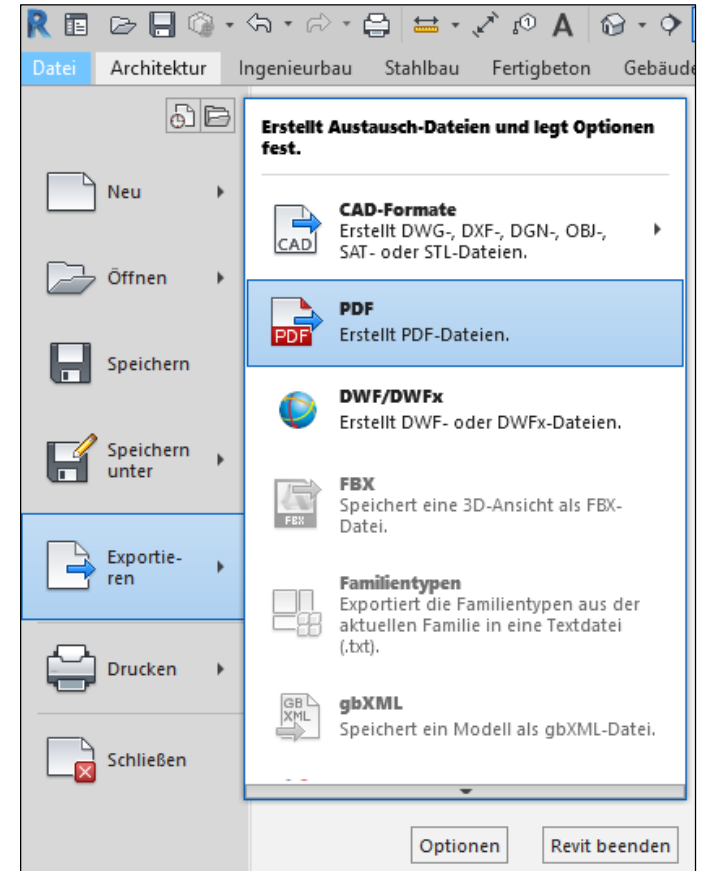 R
1 A
Datei Architektur Ingenieurbau Stahlbau Fertigbeton Gebäude
Erstellt Austausch-Dateien und legt Optionen
fest.
Neu
Öffnen
Speichern
Speichern
unter
Exportie-
ren
Drucken
Schließen
CAD
CAD-Formate
Erstellt DWG-, DXF-, DGN-, OBJ-,
SAT- oder STL-Dateien.
PDF
PDF
Erstellt PDF-Dateien.
DWF/DWFx
Erstellt DWF- oder DWFx-Dateien.
FBX
FBX
Speichert eine 3D-Ansicht als FBX-
Datei.
Familientypen
Exportiert die Familientypen aus der
aktuellen Familie in eine Textdatei
(.txt).
GB
XML
gbXML
Speichert ein Modell als gbXML-Datei.
Optionen Revit beenden